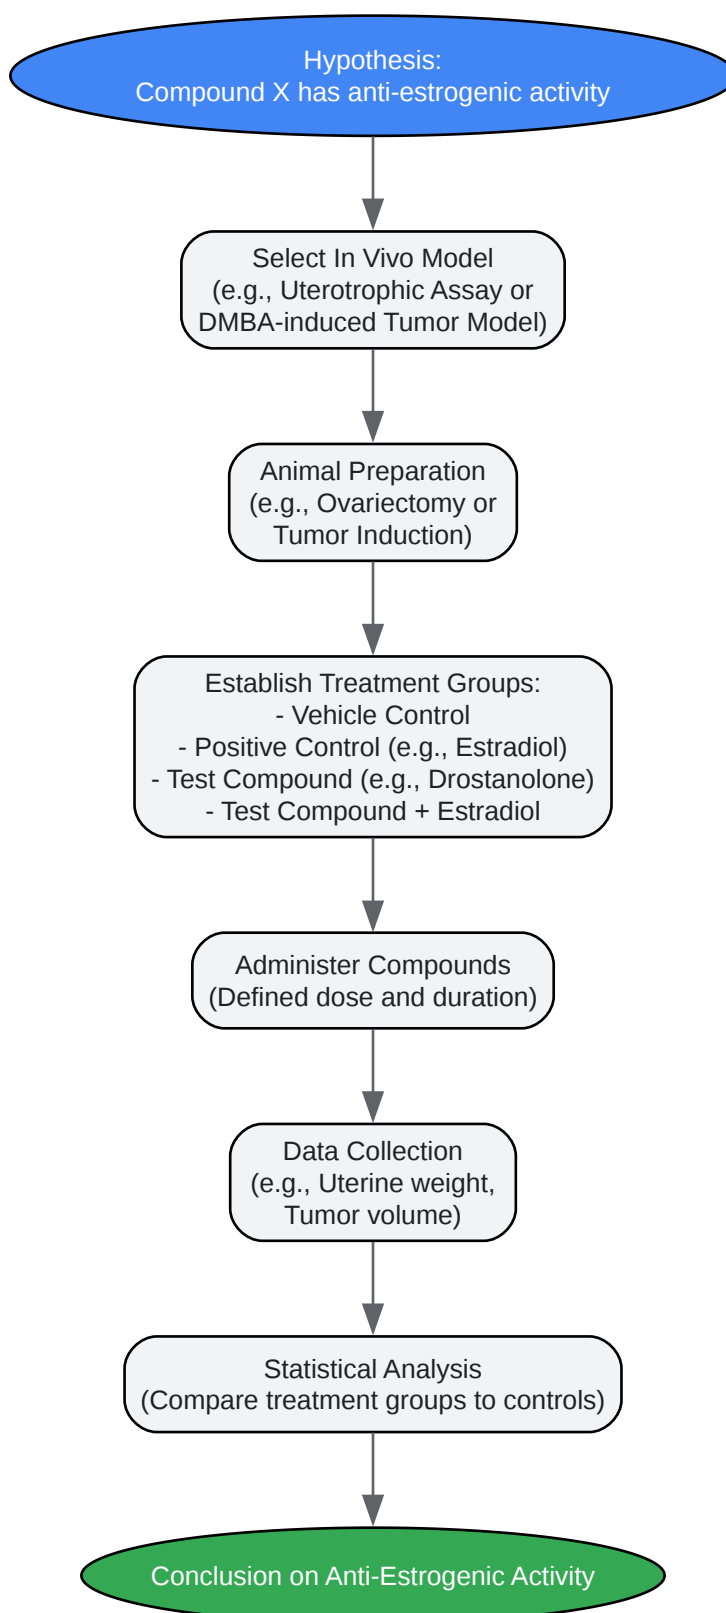 Hypothesis:
Compound X has anti-estrogenic activity
Select In Vivo Model
(e.g., Uterotrophic Assay or
DMBA-induced Tumor Model)
Animal Preparation
(e.g., Ovariectomy or
Tumor Induction)
Establish Treatment Groups:
- Vehicle Control
- Positive Control (e.g., Estradiol)
- Test Compound (e.g., Drostanolone)
- Test Compound + Estradiol
Administer Compounds
(Defined dose and duration)
Data Collection
(e.g., Uterine weight,
Tumor volume)
Statistical Analysis
(Compare treatment groups to controls)
Conclusion on Anti-Estrogenic Activity